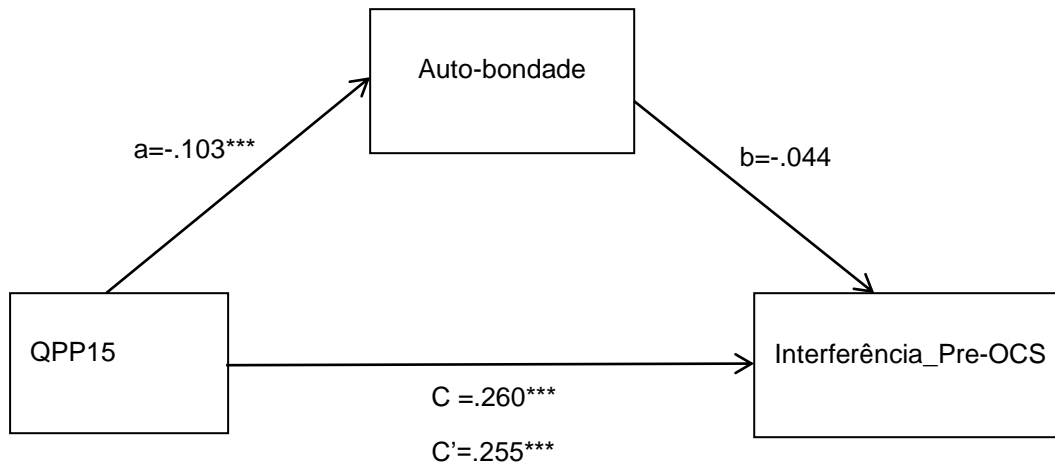 Auto-bondade
a=-.103***
b=-.044
QPP15
Interferência_Pre-OCS
C =.260***
C’=.255***